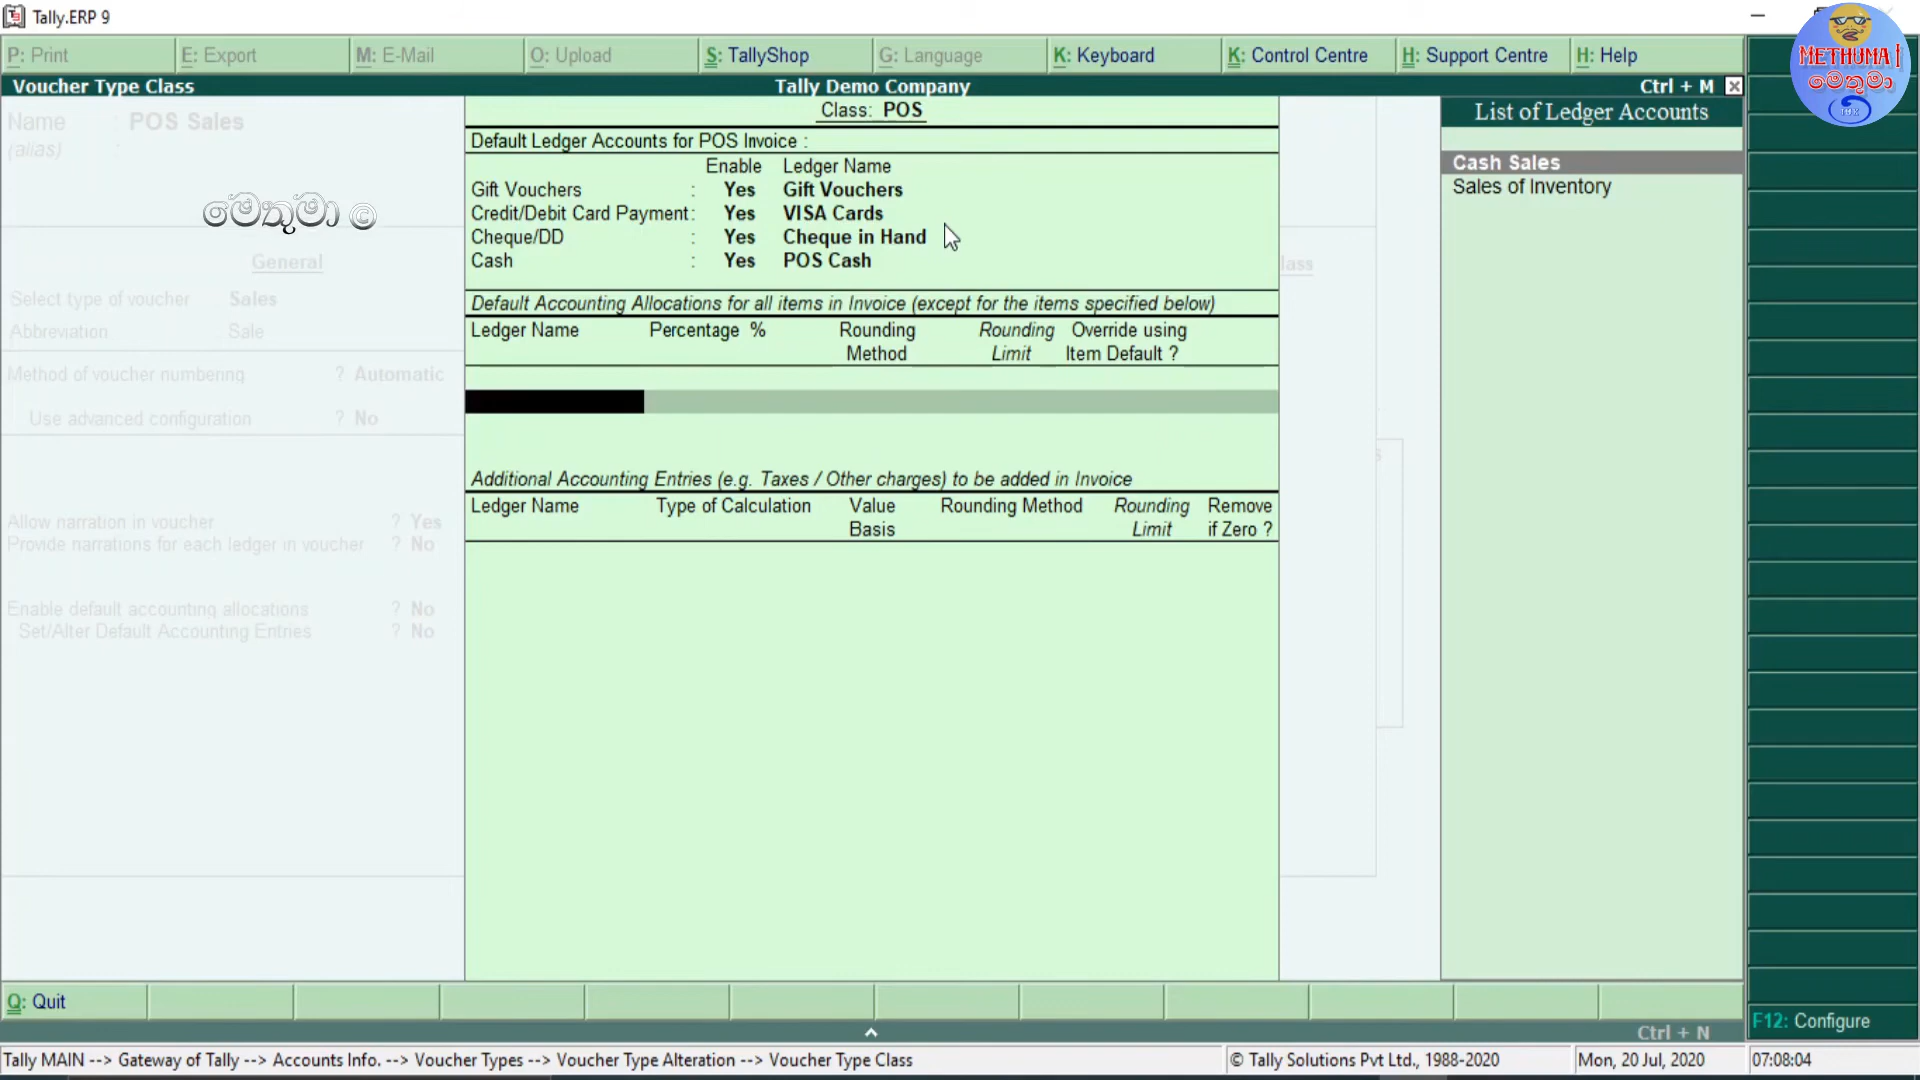 Tally.ERP 9
P: Print E: Export M: E-Mail O: Upload S: TallyShop G: Language K: Keyboard K: Control Centre H: Support Centre H: Help
METHUMA |
මෙතුමා
Voucher Type Class Tally Demo Company Ctrl + M
Name : POS Sales
(alias) :
මෙතුමා ©
General
Select type of voucher Sales
Abbreviation Sale
Method of voucher numbering ? Automatic
Use advanced configuration ? No
Allow narration in voucher ? Yes
Provide narrations for each ledger in voucher ? No
Enable default accounting allocations ? No
Set/Alter Default Accounting Entries ? No
Class: POS
Default Ledger Accounts for POS Invoice :
Enable Ledger Name
Gift Vouchers : Yes Gift Vouchers
Credit/Debit Card Payment: Yes VISA Cards
Cheque/DD : Yes Cheque in Hand
Cash : Yes POS Cash
Default Accounting Allocations for all items in Invoice (except for the items specified below)
Ledger Name Percentage % Rounding Rounding Override using
Method Limit Item Default ?
Additional Accounting Entries (e.g. Taxes / Other charges) to be added in Invoice
Ledger Name Type of Calculation Value Rounding Method Rounding Remove
Basis Limit if Zero ?
lass
List of Ledger Accounts
Cash Sales
Sales of Inventory
Q: Quit
F12: Configure
Ctrl + N
Tally MAIN --> Gateway of Tally --> Accounts Info. --> Voucher Types --> Voucher Type Alteration --> Voucher Type Class © Tally Solutions Pvt Ltd., 1988-2020 Mon, 20 Jul, 2020 07:08:04